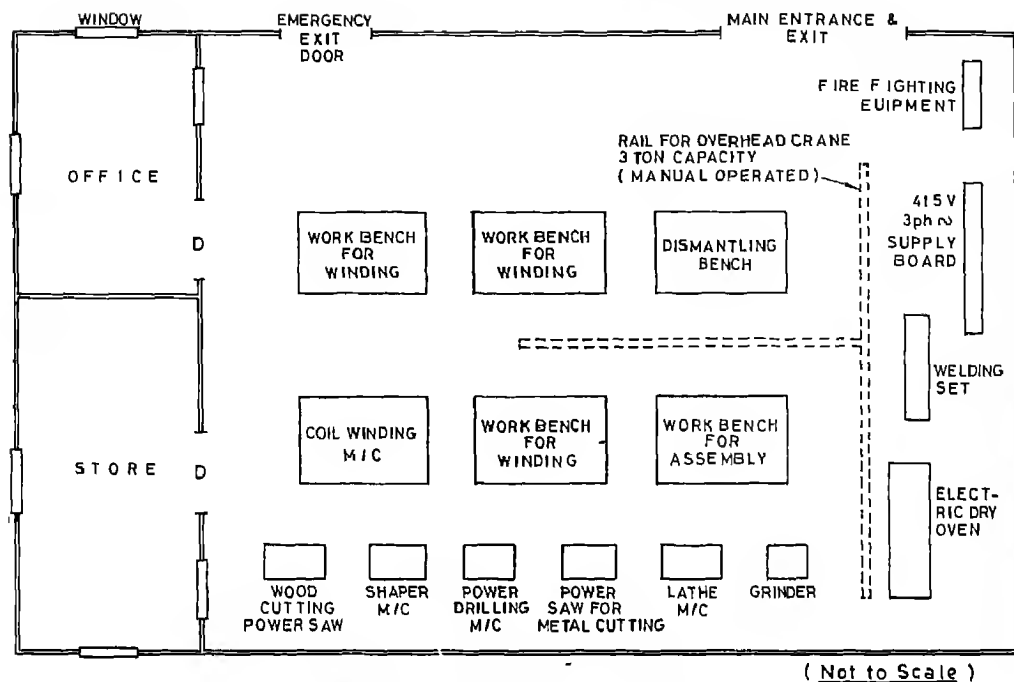 WINDOW
EMERGENCY
EXIT
DOOR
MAIN ENTRANCE &
EXIT
FIRE FIGHTING
EUIPMENT
RAIL FOR OVERHEAD CRANE
3 TON CAPACITY
( MANUAL OPERATED )
OFFICE
D
415 V
3ph ~
SUPPLY
BOARD
WORK BENCH
FOR
WINDING
WORK BENCH
FOR
WINDING
DISMANTLING
BENCH
WELDING
SET
COIL WINDING
M/C
WORK BENCH
FOR
WINDING
WORK BENCH
FOR
ASSEMBLY
STORE
D
ELECT-
RIC DRY
OVEN
WOOD
CUTTING
POWER SAW
SHAPER
M/C
POWER
DRILLING
M/C
POWER
SAW FOR
METAL CUTTING
LATHE
M/C
GRINDER
( Not to Scale )